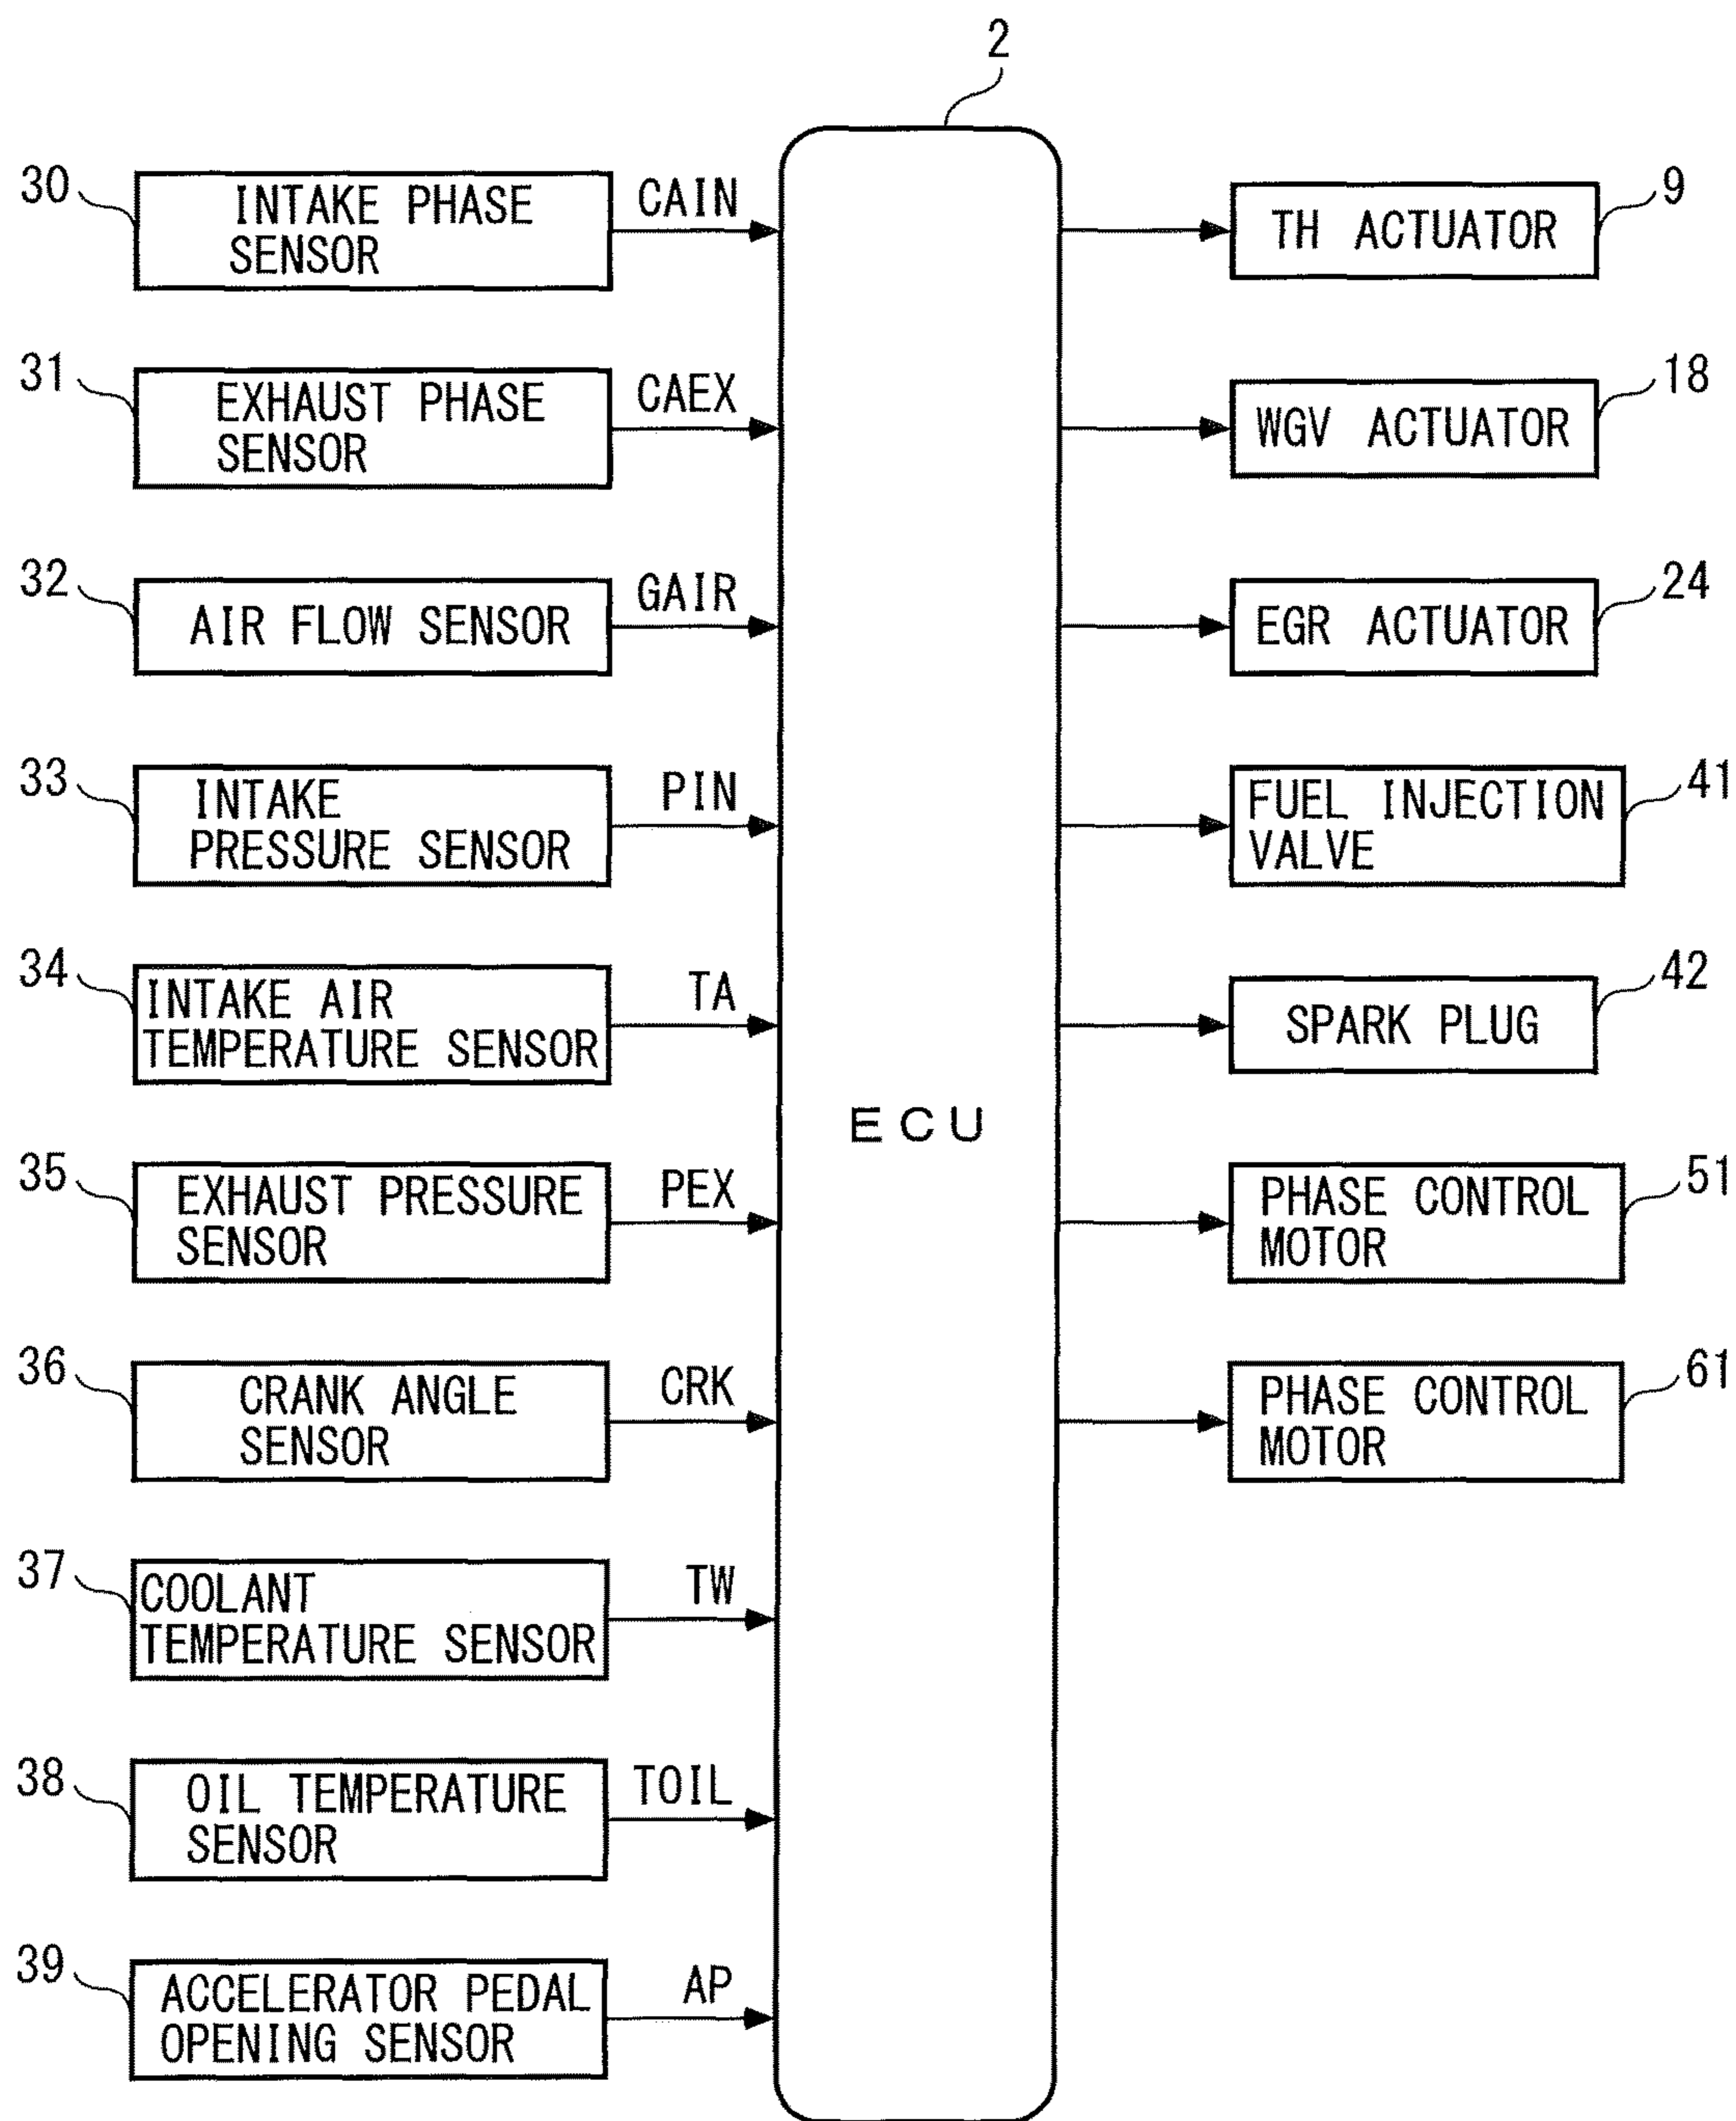 2
30
INTAKE PHASE
SENSOR
CAIN
9
TH ACTUATOR
31
EXHAUST PHASE
SENSOR
CAEX
18
WGV ACTUATOR
32
AIR FLOW SENSOR
GAIR
24
EGR ACTUATOR
33
INTAKE
PRESSURE SENSOR
PIN
41
FUEL INJECTION
VALVE
34
INTAKE AIR
TEMPERATURE SENSOR
TA
42
SPARK PLUG
ECU
35
EXHAUST PRESSURE
SENSOR
PEX
51
PHASE CONTROL
MOTOR
36
CRANK ANGLE
SENSOR
CRK
61
PHASE CONTROL
MOTOR
37
COOLANT
TEMPERATURE SENSOR
TW
38
OIL TEMPERATURE
SENSOR
TOIL
39
ACCELERATOR PEDAL
OPENING SENSOR
AP